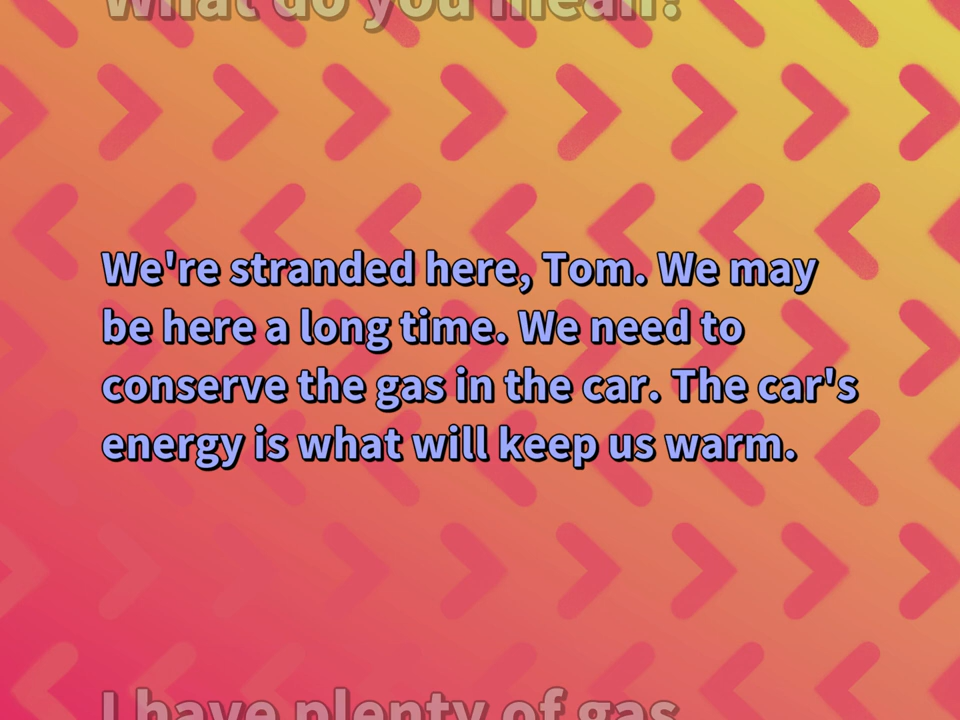 What do you mean?
We're stranded here, Tom. We may
be here a long time. We need to
conserve the gas in the car. The car's
energy is what will keep us warm.
I have plenty of gas